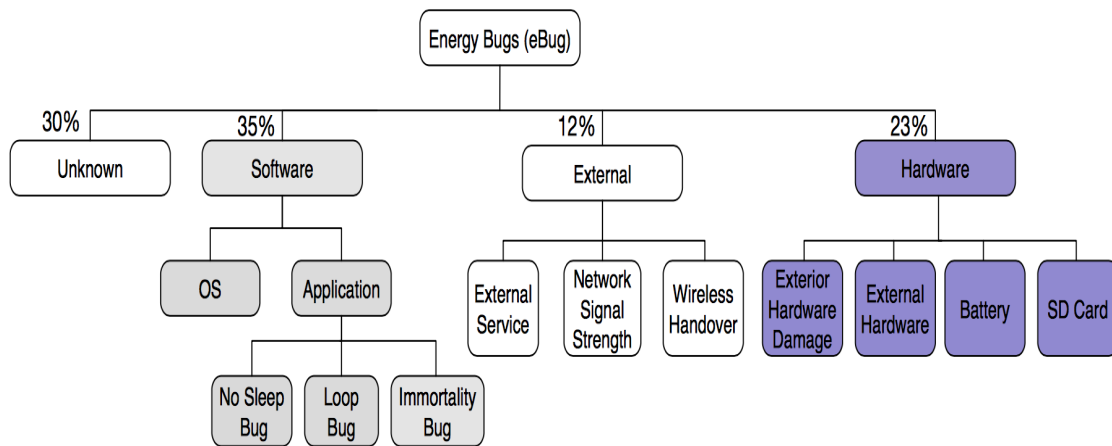 Energy Bugs (eBug)
30%
35%
12%
23%
Unknown
Software
External
Hardware
OS
Application
External
Service
Network
Signal
Strength
Wireless
Handover
Exterior
Hardware
Damage
External
Hardware
Battery
SD Card
No Sleep
Bug
Loop
Bug
Immortality
Bug